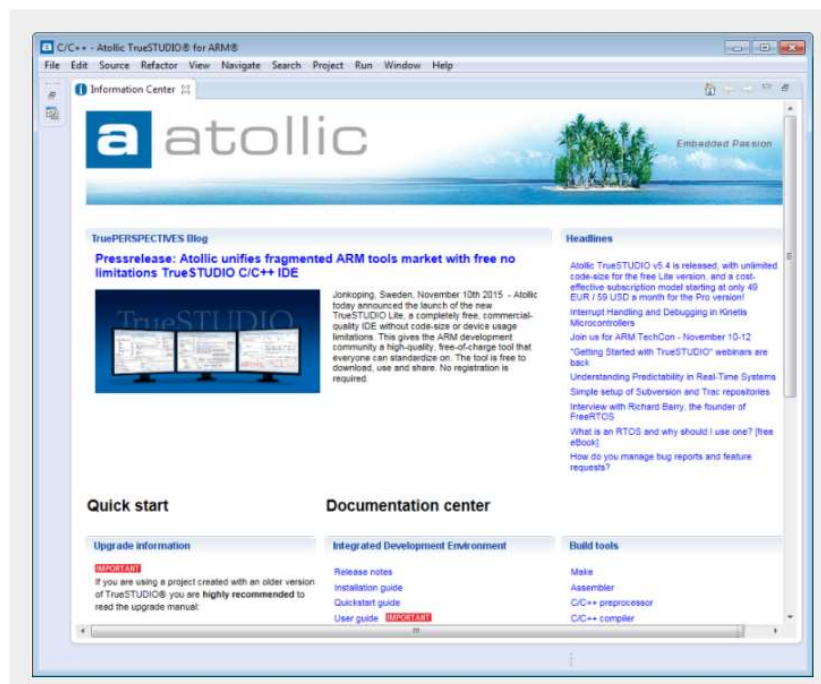 C/C++ - Atollic TrueSTUDIO® for ARM®
File Edit Source Refactor View Navigate Search Project Run Window Help
Information Center
a atollic
Embedded Passion
TruePERSPECTIVES Blog
Pressrelease: Atollic unifies fragmented ARM tools market with free no
limitations TrueSTUDIO C/C++ IDE
TrueSTUDIO
Jonkoping, Sweden, November 10th 2015 - Atollic
today announced the launch of the new
TrueSTUDIO Lite, a completely free, commercial-
quality IDE without code-size or device usage
limitations. This gives the ARM development
community a high-quality, free-of-charge tool that
everyone can standardize on. The tool is free to
download, use and share. No registration is
required.
Headlines
Atollic TrueSTUDIO v5.4 is released, with unlimited
code-size for the free Lite version, and a cost-
effective subscription model starting at only 49
EUR / 59 USD a month for the Pro version!
Interrupt Handling and Debugging in Kinetis
Microcontrollers
Join us for ARM TechCon - November 10-12
"Getting Started with TrueSTUDIO" webinars are
back
Understanding Predictability in Real-Time Systems
Simple setup of Subversion and Trac repositories
Interview with Richard Barry, the founder of
FreeRTOS
What is an RTOS and why should I use one? [free
eBook]
How do you manage bug reports and feature
requests?
Quick start
Documentation center
Upgrade information
IMPORTANT
If you are using a project created with an older version
of TrueSTUDIO® you are highly recommended to
read the upgrade manual:
Integrated Development Environment
Release notes
Installation guide
Quickstart guide
User guide IMPORTANT
Build tools
Make
Assembler
C/C++ preprocessor
C/C++ compiler